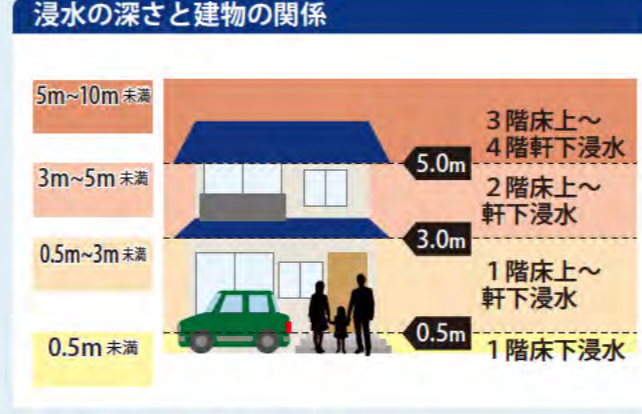 浸水の深さと建物の関係
5m~10m 未満
3m~5m 未満
0.5m~3m 未満
0.5m 未満
5.0m
3.0m
0.5m
3階床上～
4階軒下浸水
2階床上～
軒下浸水
1階床上～
軒下浸水
1階床下浸水